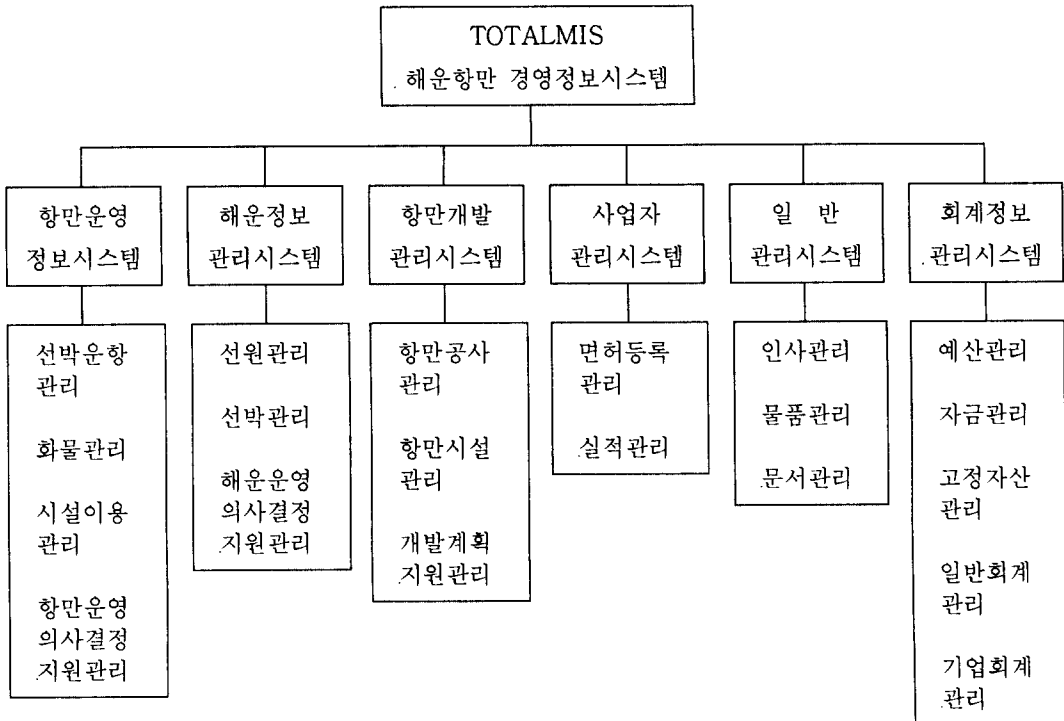 TOTALMIS
해운항만 경영정보시스템
항만운영
정보시스템
해운정보
관리시스템
항만개발
관리시스템
사업자
관리시스템
일 반
관리시스템
회계정보
관리시스템
선박운항
관리
화물관리
시설이용
관리
항만운영
의사결정
지원관리
선원관리
선박관리
해운운영
의사결정
지원관리
항만공사
관리
항만시설
관리
개발계획
지원관리
면허등록
관리
실적관리
인사관리
물품관리
문서관리
예산관리
자금관리
고정자산
관리
일반회계
관리
기업회계
관리